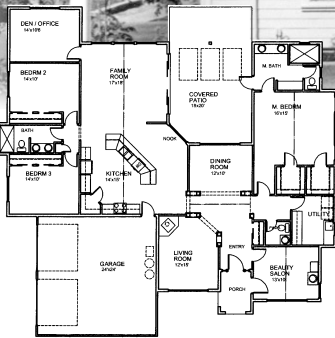 DEN / OFFICE
14'x10'6
BEDRM 2
14'x10'
BATH
BEDRM 3
14'x10'
FAMILY
ROOM
17'x18'
NOOK
KITCHEN
14'x15'
GARAGE
24'x24'
COVERED
PATIO
18'x20'
DINING
ROOM
12'x10'
LIVING
ROOM
12'x15'
ENTRY
PORCH
M. BATH
M. BEDRM
16'x15'
UTILITY
BEAUTY
SALON